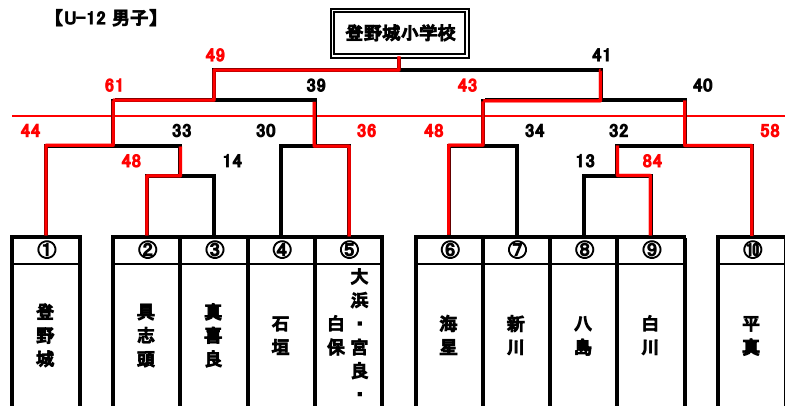 【U-12 男子】
登野城小学校
49
41
61
39
43
40
44
33
30
36
48
34
32
58
48
14
13
84
①
②
③
④
⑤
⑥
⑦
⑧
⑨
⑩
登野城
具志頭
真喜良
石垣
大浜・宮良・
白保
海星
新川
八島
白川
平真